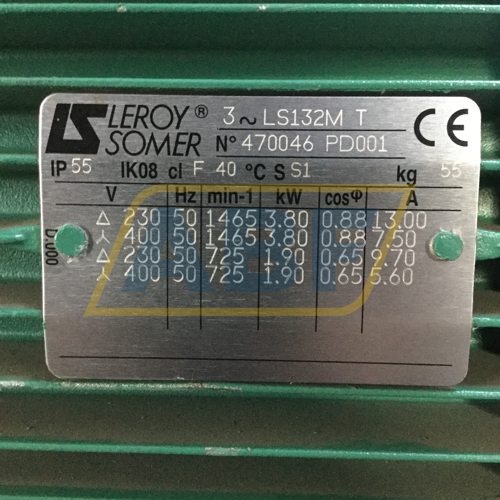 LS LEROY® SOMER
3~ LS132M T
N° 470046 PD001
IP 55 IK08 cl F 40 °C S S1 kg 55
V Hz min-1 kW cosφ A
Δ 230 50 1465 3.80 0.88 13.00
⅄ 400 50 1465 3.80 0.88 7.50
Δ 230 50 725 1.90 0.65 9.70
⅄ 400 50 725 1.90 0.65 5.60
CE
ABI